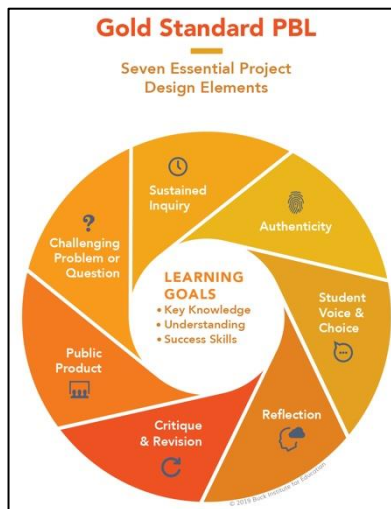 Gold Standard PBL
Seven Essential Project
Design Elements
?
Challenging
Problem or
Question
Sustained
Inquiry
Authenticity
Student
Voice &
Choice
Reflection
Critique
& Revision
Public
Product
LEARNING
GOALS
• Key Knowledge
• Understanding
• Success Skills
© 2015 Buck Institute for Education